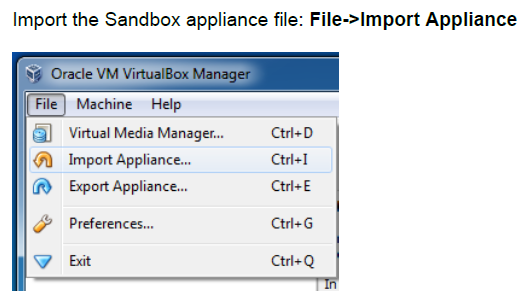 Import the Sandbox appliance file: File->Import Appliance
Oracle VM VirtualBox Manager
File Machine Help
Virtual Media Manager... Ctrl+D
Import Appliance... Ctrl+I
Export Appliance... Ctrl+E
Preferences... Ctrl+G
Exit Ctrl+Q
In